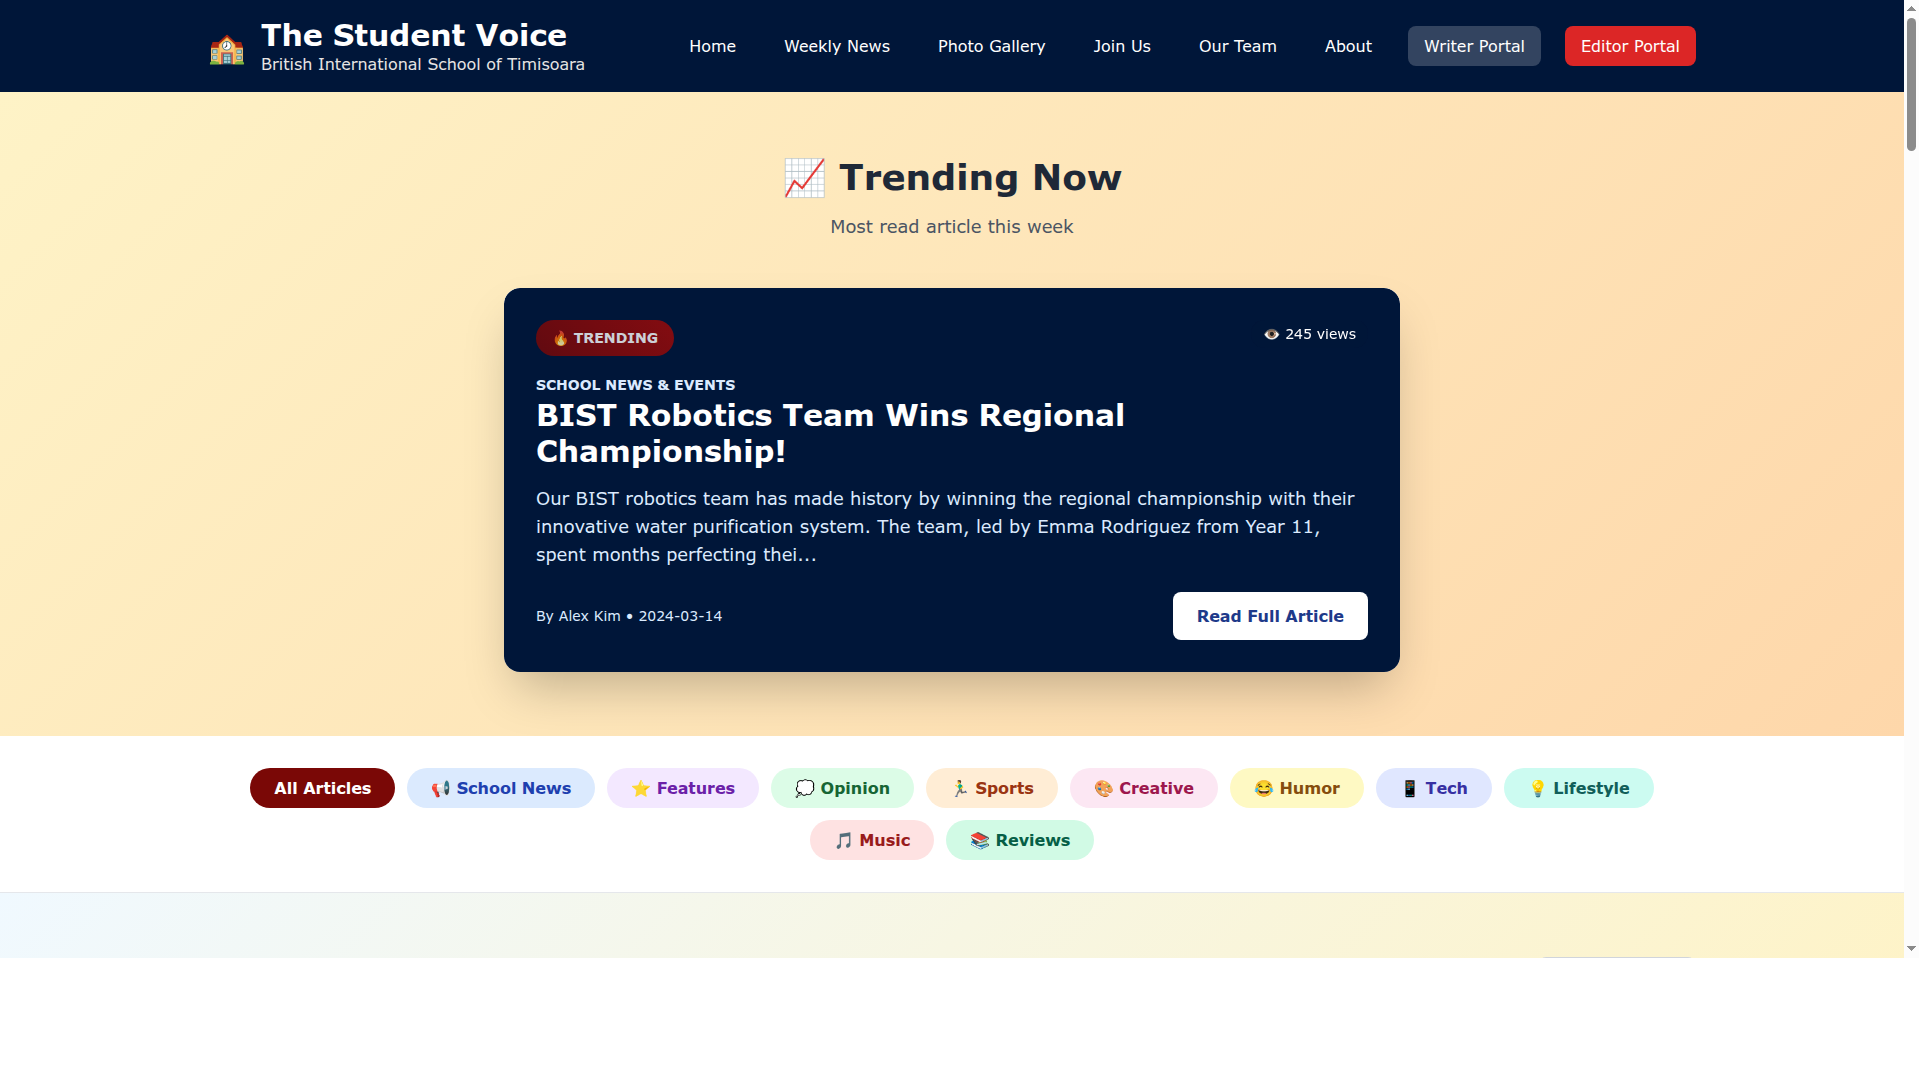 The Student Voice
British International School of Timisoara
Home
Weekly News
Photo Gallery
Join Us
Our Team
About
Writer Portal
Editor Portal
📈 Trending Now
Most read article this week
🔥 TRENDING
👁️ 245 views
SCHOOL NEWS & EVENTS
BIST Robotics Team Wins Regional
Championship!
Our BIST robotics team has made history by winning the regional championship with their
innovative water purification system. The team, led by Emma Rodriguez from Year 11,
spent months perfecting thei...
By Alex Kim • 2024-03-14
Read Full Article
All Articles
📢 School News
⭐ Features
💭 Opinion
🏃‍♂️ Sports
🎨 Creative
😂 Humor
📱 Tech
💡 Lifestyle
🎵 Music
📚 Reviews